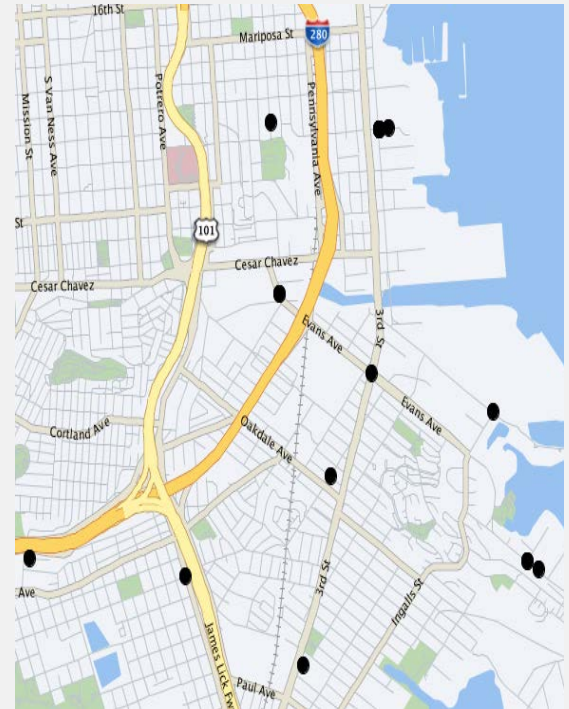 16th St
Mariposa St
280
S Van Ness Ave
Mission St
Potrero Ave
Pennsylvania Ave
St
101
Cesar Chavez
Cesar Chavez
3rd St
Evans Ave
Evans Ave
Cortland Ave
Oakdale Ave
3rd St
Ingalls St
Ave
James Lick Fw
Paul Ave